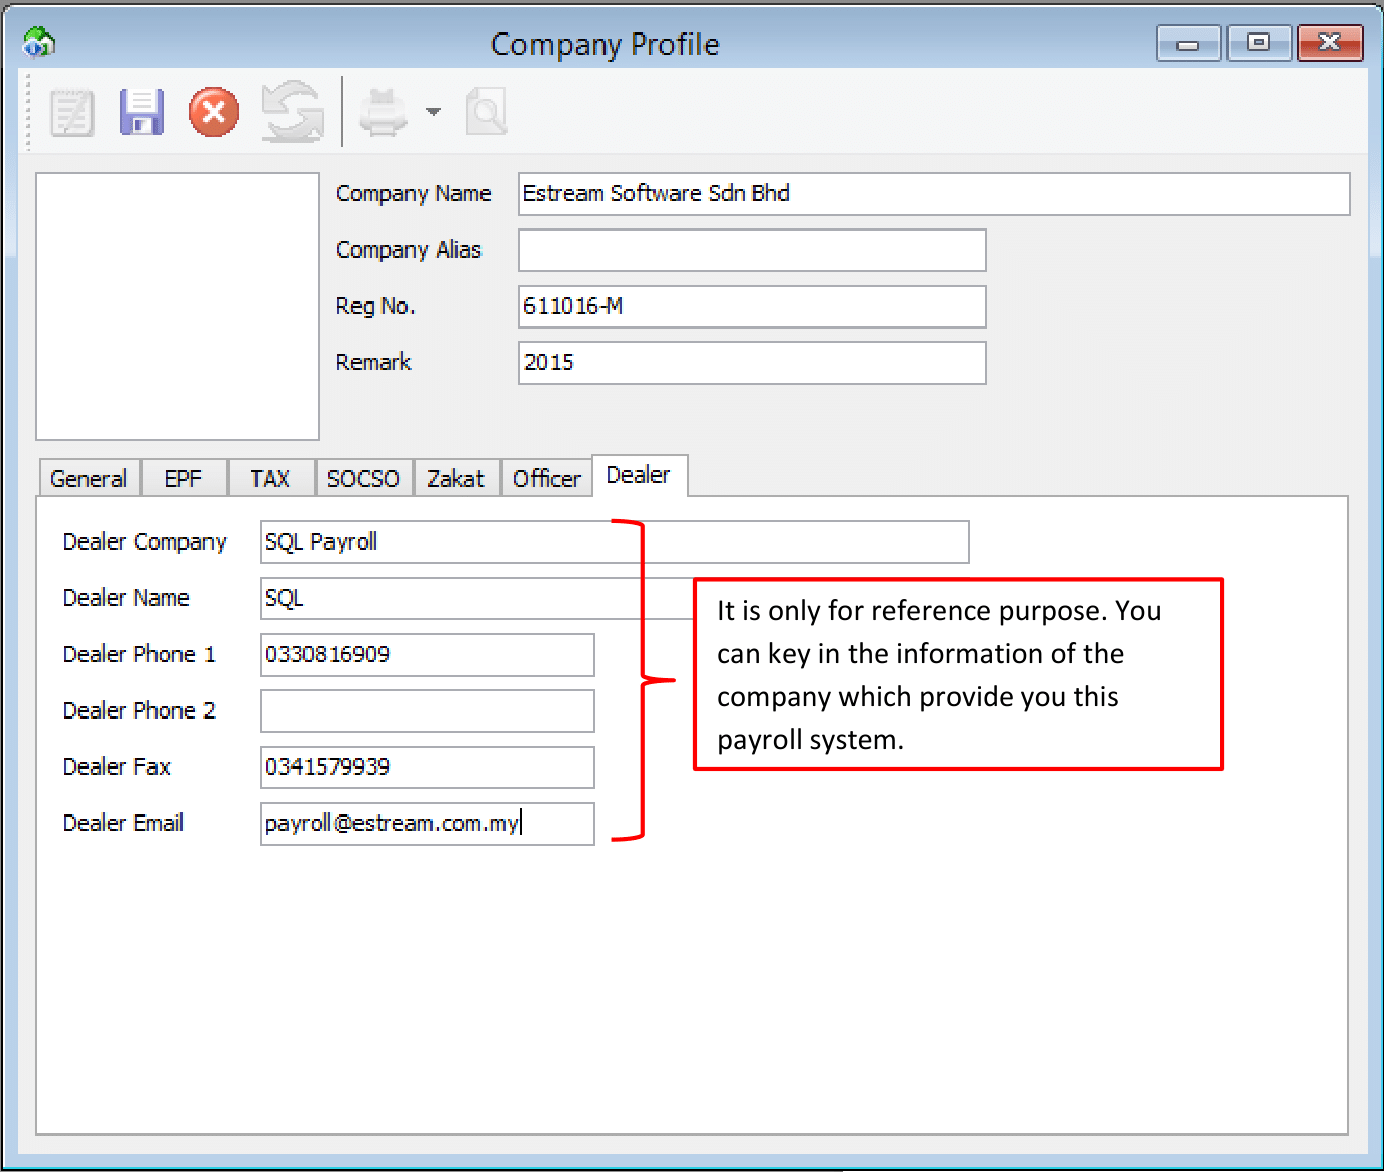 Company Profile
Company Name Estream Software Sdn Bhd
Company Alias
Reg No. 611016-M
Remark 2015
General EPF TAX SOCSO Zakat Officer Dealer
Dealer Company SQL Payroll
Dealer Name SQL
Dealer Phone 1 0330816909
Dealer Phone 2
Dealer Fax 0341579939
Dealer Email payroll@estream.com.my
It is only for reference purpose. You
can key in the information of the
company which provide you this
payroll system.